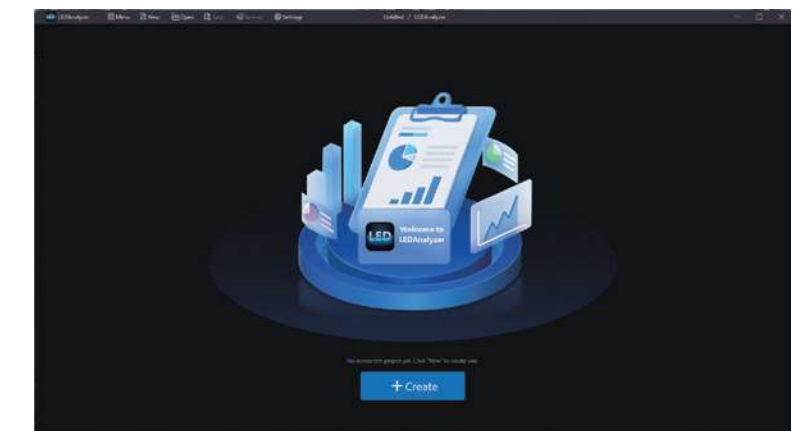 LEDAnalyzer Menu New Open Save Settings Untitled / LEDAnalyzer
LED
Welcome to
LEDAnalyzer
+ Create